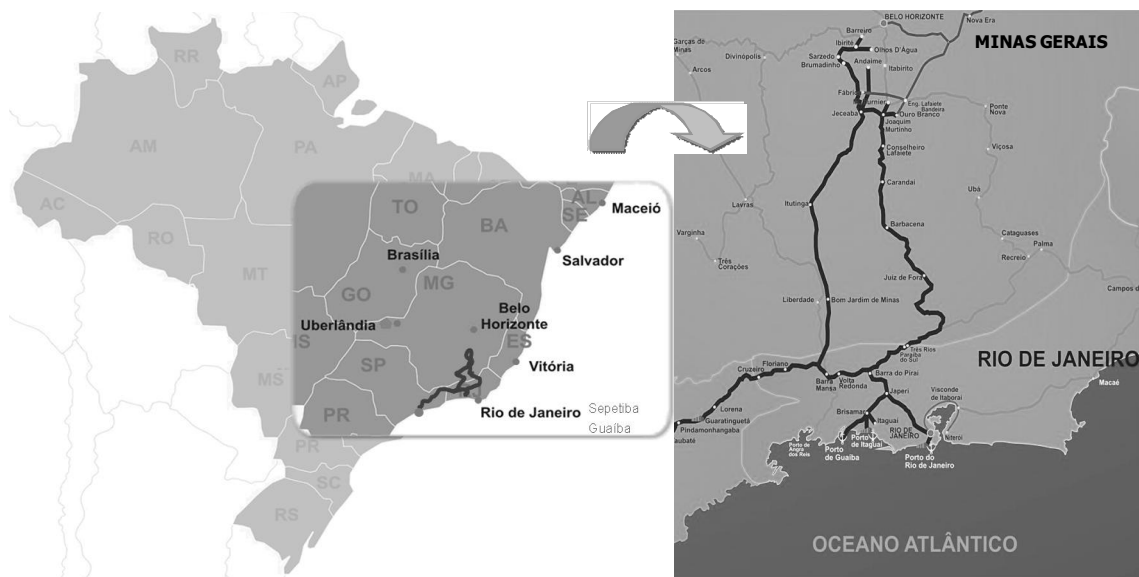 RR
AP
AM
PA
MA
AC
RO
MT
MS
PR
SC
RS
TO
BA
AL
SE
Maceió
Brasília
Salvador
GO
MG
Uberlândia
Belo
Horizonte
ES
IS
SP
Vitória
PR
Rio de Janeiro
Sepetiba
Guaíba
BELO HORIZONTE
Nova Era
MINAS GERAIS
Barreiro
Ibirité
Olhos D'Água
Garças de
Minas
Divinópolis
Sarzedo
Brumadinho
Andaime
Itabirito
Arcos
Fábrica
Eng. Lafaiete
Bandeira
Jeceaba
Ouro Branco
Joaquim
Murtinho
Ponte
Nova
Conselheiro
Lafaiete
Viçosa
Carandaí
Ubá
Itutinga
Lavras
Barbacena
Varginha
Cataguases
Palma
Recreio
Três
Corações
Juiz de Fora
Liberdade
Bom Jardim de Minas
Campos d
Três Rios
Paraíba
do Sul
RIO DE JANEIRO
Floriano
Cruzeiro
Barra
Mansa
Volta
Redonda
Barra do Piraí
Macaé
Japeri
Visconde
de Itaboraí
Lorena
Guaratinguetá
Pindamonhangaba
aubaté
Brisamar
Itaguaí
RIO DE
JANEIRO
Niterói
Porto de
Angra
dos Reis
Porto
de Guaíba
Porto
de Itaguaí
Porto do
Rio de Janeiro
OCEANO ATLÂNTICO